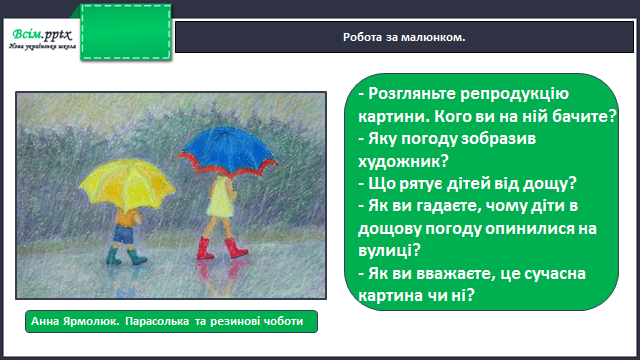 Всім.pptx
Нова українська школа
Робота за малюнком.
- Розгляньте репродукцію
картини. Кого ви на ній бачите?
- Яку погоду зобразив
художник?
- Що рятує дітей від дощу?
- Як ви гадаєте, чому діти в
дощову погоду опинилися на
вулиці?
- Як ви вважаєте, це сучасна
картина чи ні?
Анна Ярмолюк. Парасолька та резинові чоботи